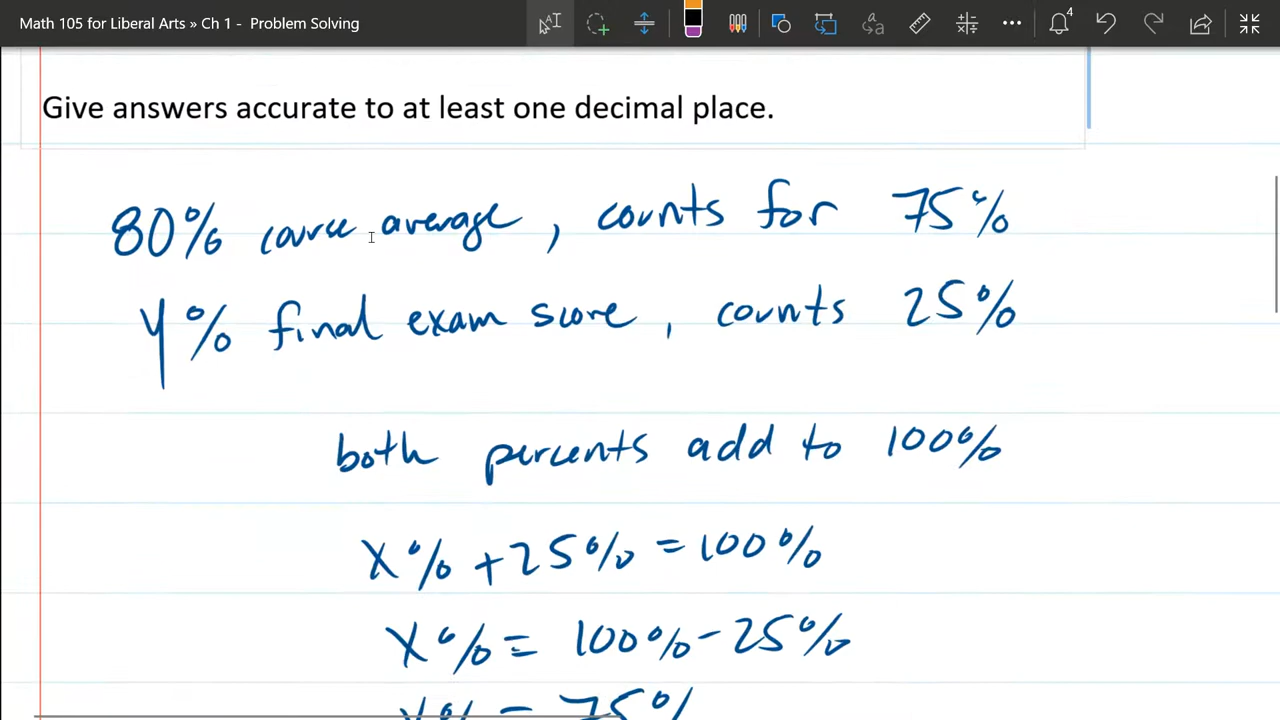 Math 105 for Liberal Arts » Ch 1 - Problem Solving
4
Give answers accurate to at least one decimal place.
80% course average, counts for 75%
Y% final exam score, counts 25%
both percents add to 100%
X% + 25% = 100%
X% = 100% - 25%
X% = 75%